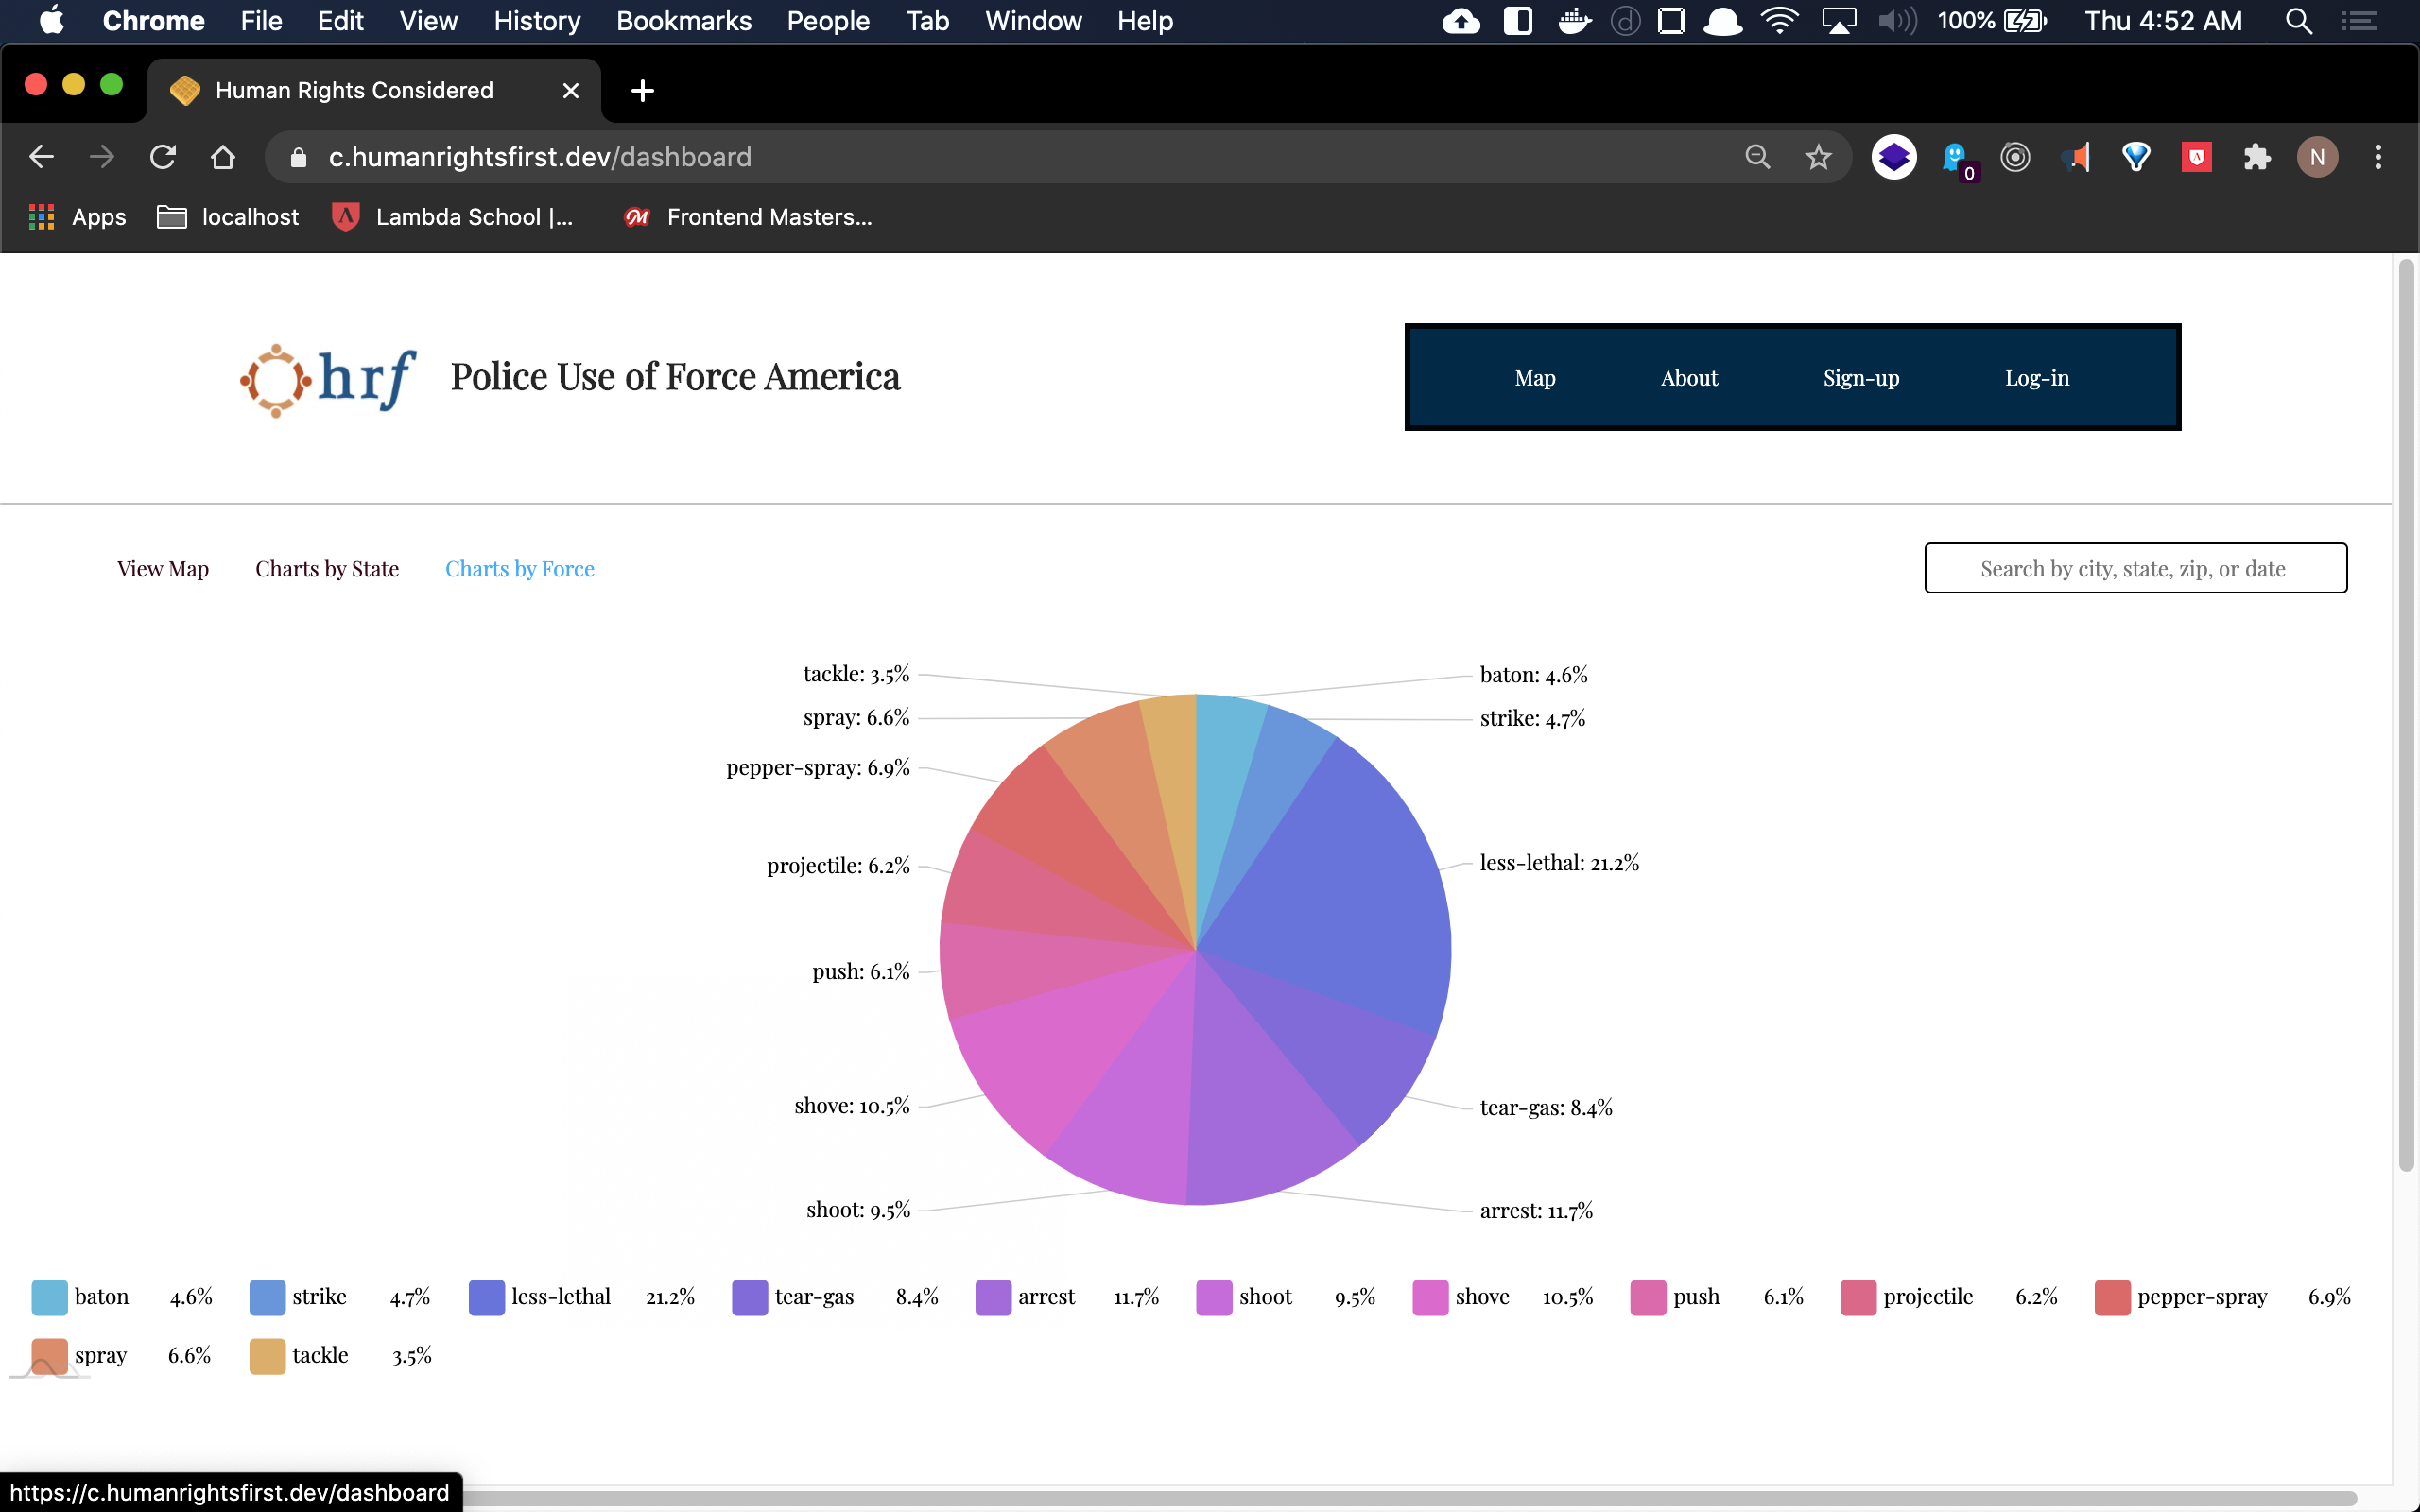 Chrome File Edit View History Bookmarks People Tab Window Help 100% Thu 4:52 AM
Human Rights Considered
c.humanrightsfirst.dev/dashboard 0 N
Apps localhost Lambda School |... Frontend Masters...
hrf Police Use of Force America Map About Sign-up Log-in
View Map Charts by State Charts by Force Search by city, state, zip, or date
tackle: 3.5% baton: 4.6%
spray: 6.6% strike: 4.7%
pepper-spray: 6.9%
projectile: 6.2% less-lethal: 21.2%
push: 6.1%
shove: 10.5% tear-gas: 8.4%
shoot: 9.5% arrest: 11.7%
baton 4.6% strike 4.7% less-lethal 21.2% tear-gas 8.4% arrest 11.7% shoot 9.5% shove 10.5% push 6.1% projectile 6.2% pepper-spray 6.9%
spray 6.6% tackle 3.5%
https://c.humanrightsfirst.dev/dashboard